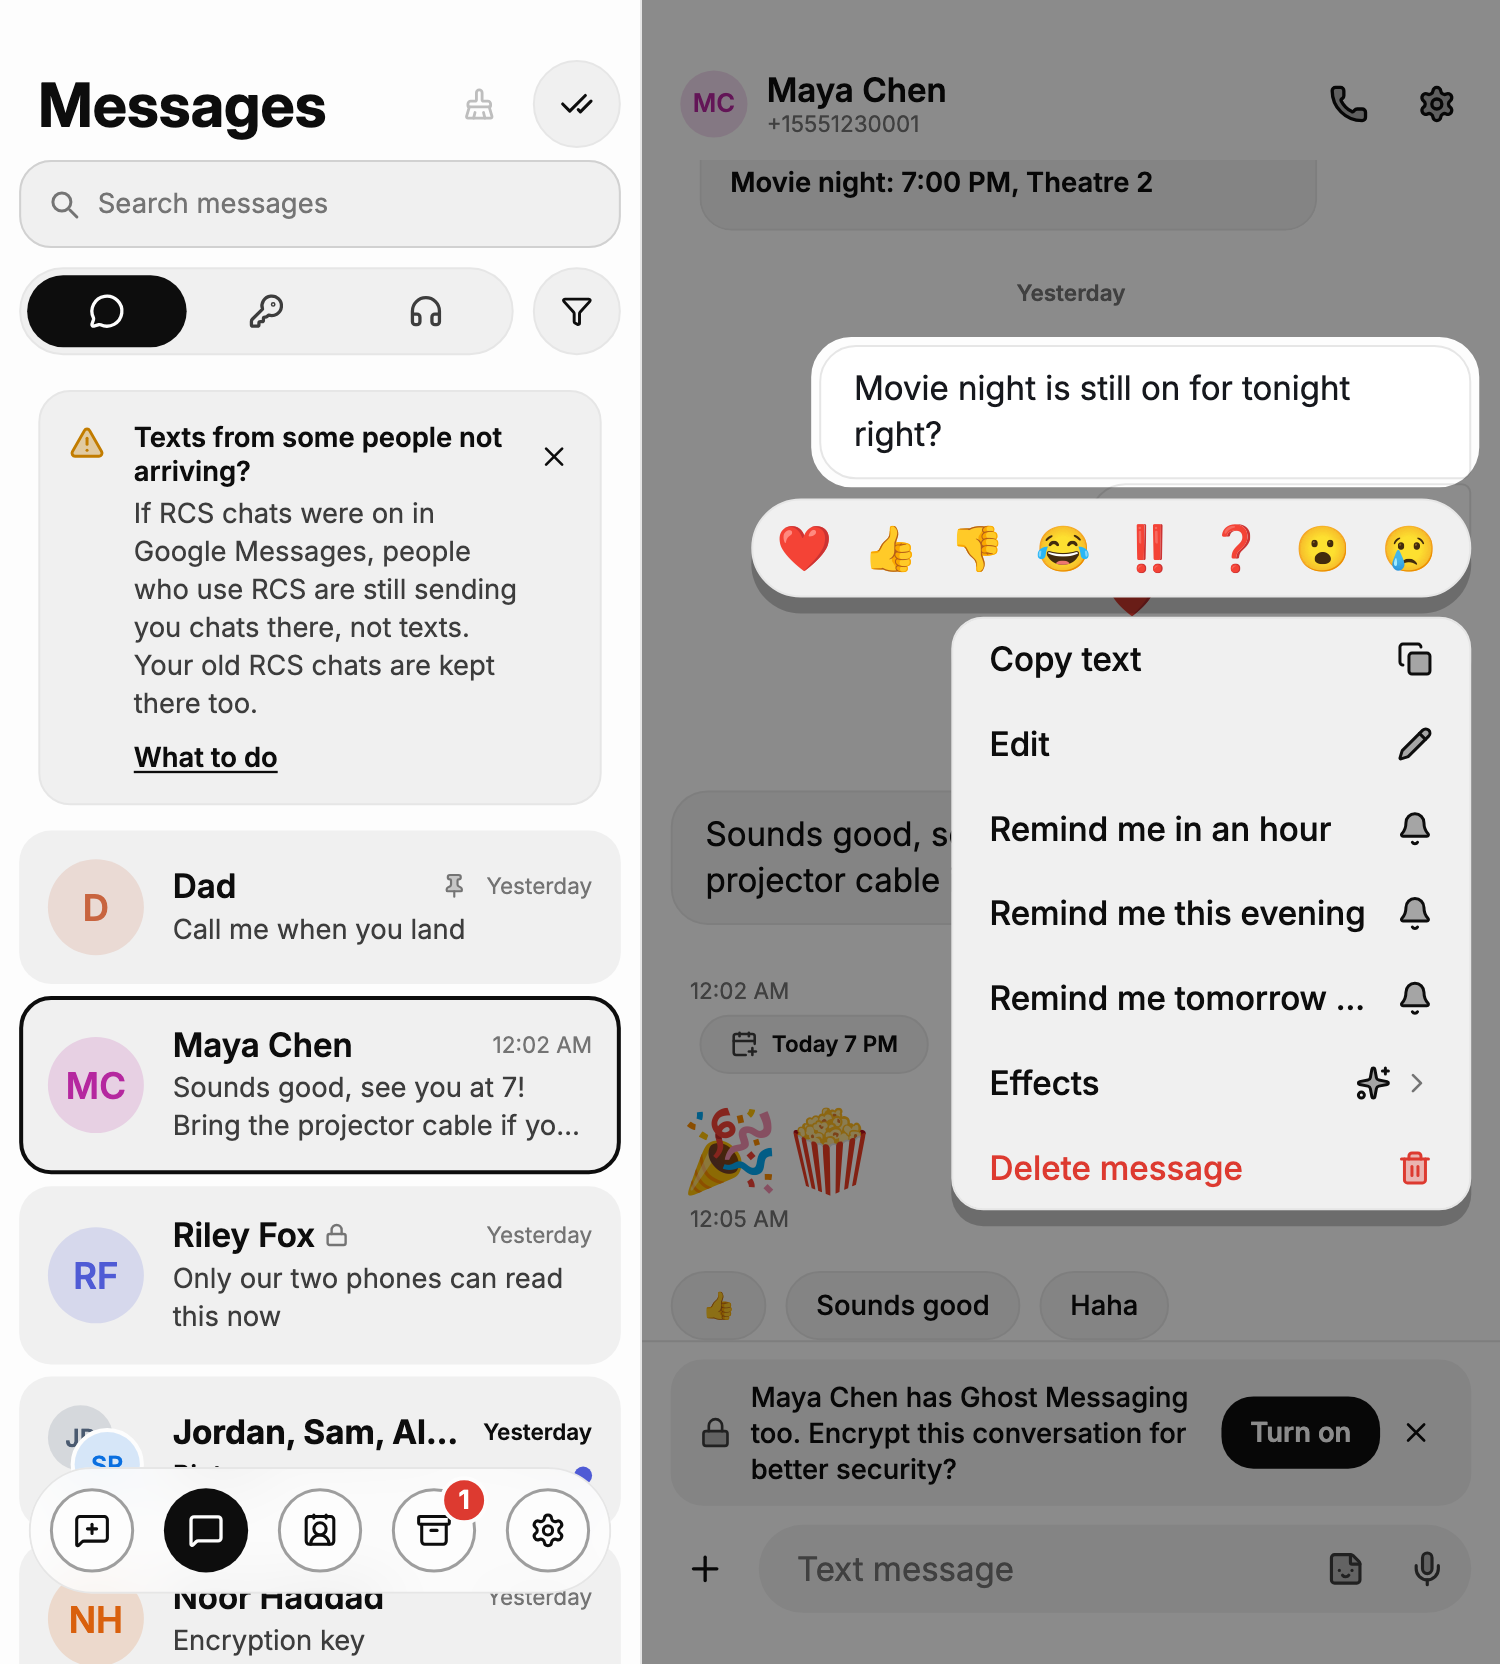 Messages
Search messages
Texts from some people not
arriving?
If RCS chats were on in
Google Messages, people
who use RCS are still sending
you chats there, not texts.
Your old RCS chats are kept
there too.
What to do
D
Dad
Yesterday
Call me when you land
MC
Maya Chen
12:02 AM
Sounds good, see you at 7!
Bring the projector cable if yo...
RF
Riley Fox
Yesterday
Only our two phones can read
this now
SR
Jordan, Sam, Al...
Yesterday
1
NH
Noor Haddad
Yesterday
Encryption key
MC
Maya Chen
+15551230001
Movie night: 7:00 PM, Theatre 2
Yesterday
Movie night is still on for tonight
right?
Copy text
Edit
Remind me in an hour
Remind me this evening
Remind me tomorrow ...
Effects
Delete message
Sounds good, s
projector cable
12:02 AM
Today 7 PM
12:05 AM
Sounds good
Haha
Maya Chen has Ghost Messaging
too. Encrypt this conversation for
better security?
Turn on
Text message